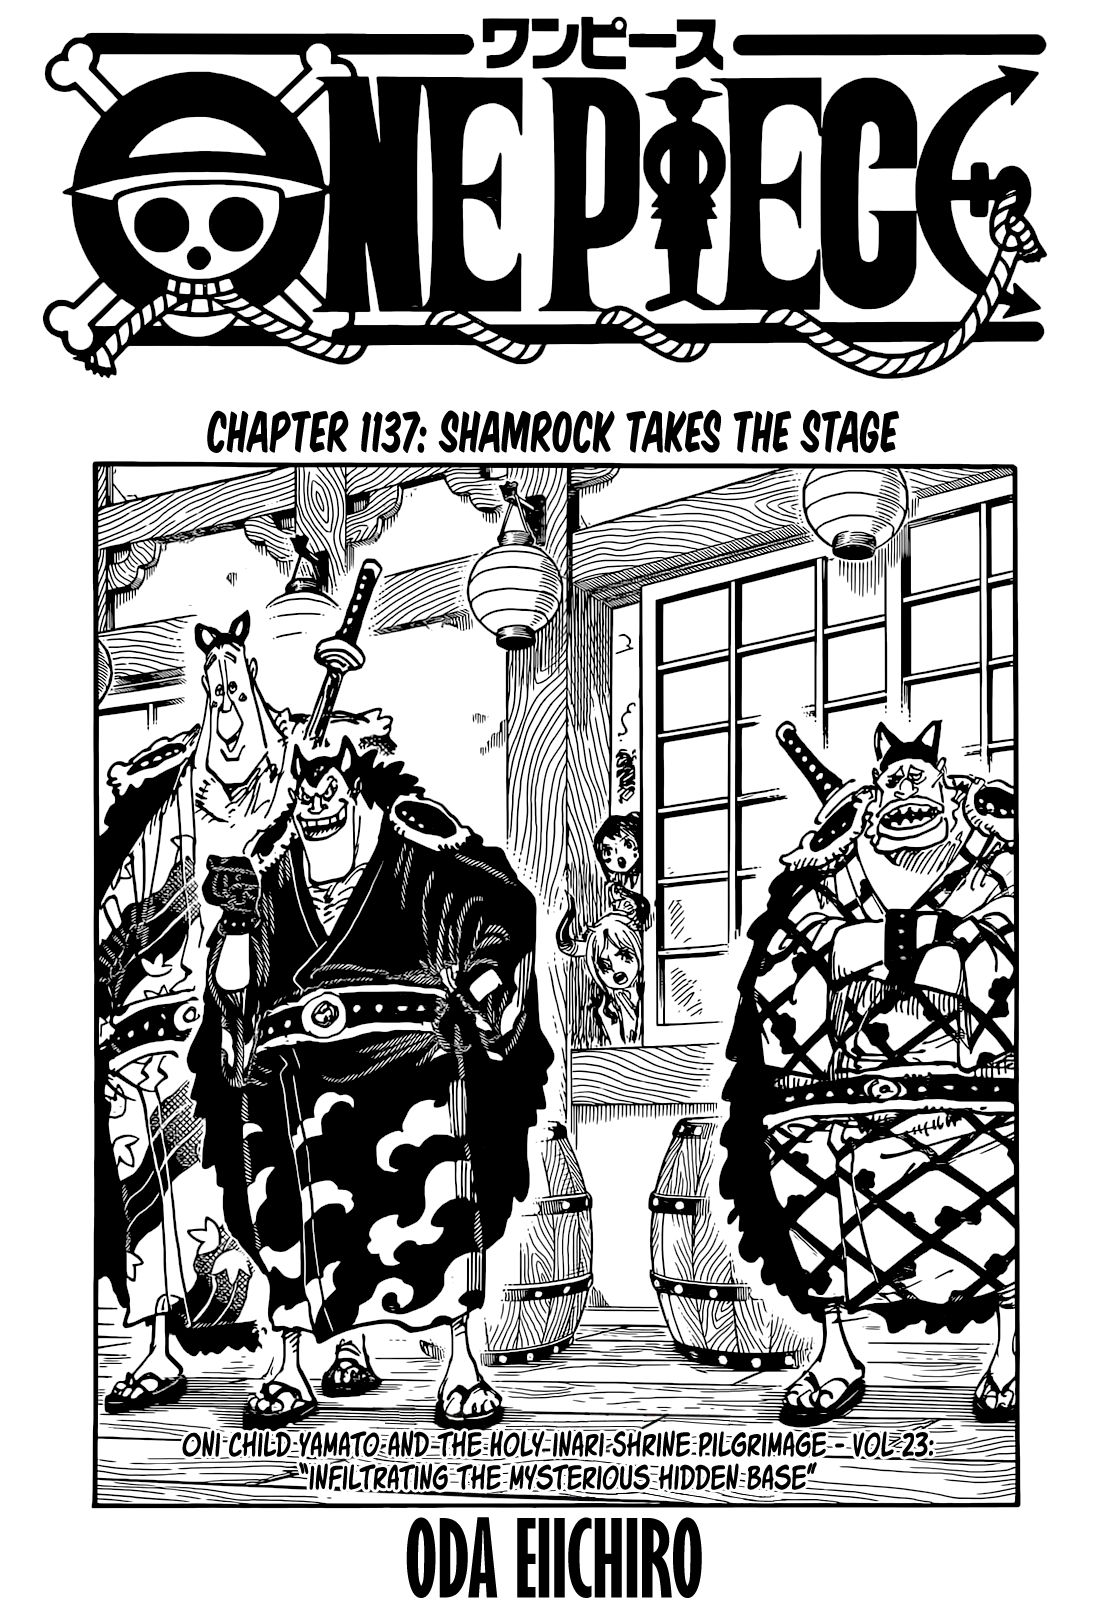 ワンピース
ONE PIECE
CHAPTER 1137: SHAMROCK TAKES THE STAGE
ONI CHILD YAMATO AND THE HOLY INARI SHRINE PILGRIMAGE - VOL 23:
"INFILTRATING THE MYSTERIOUS HIDDEN BASE"
ODA EIICHIRO